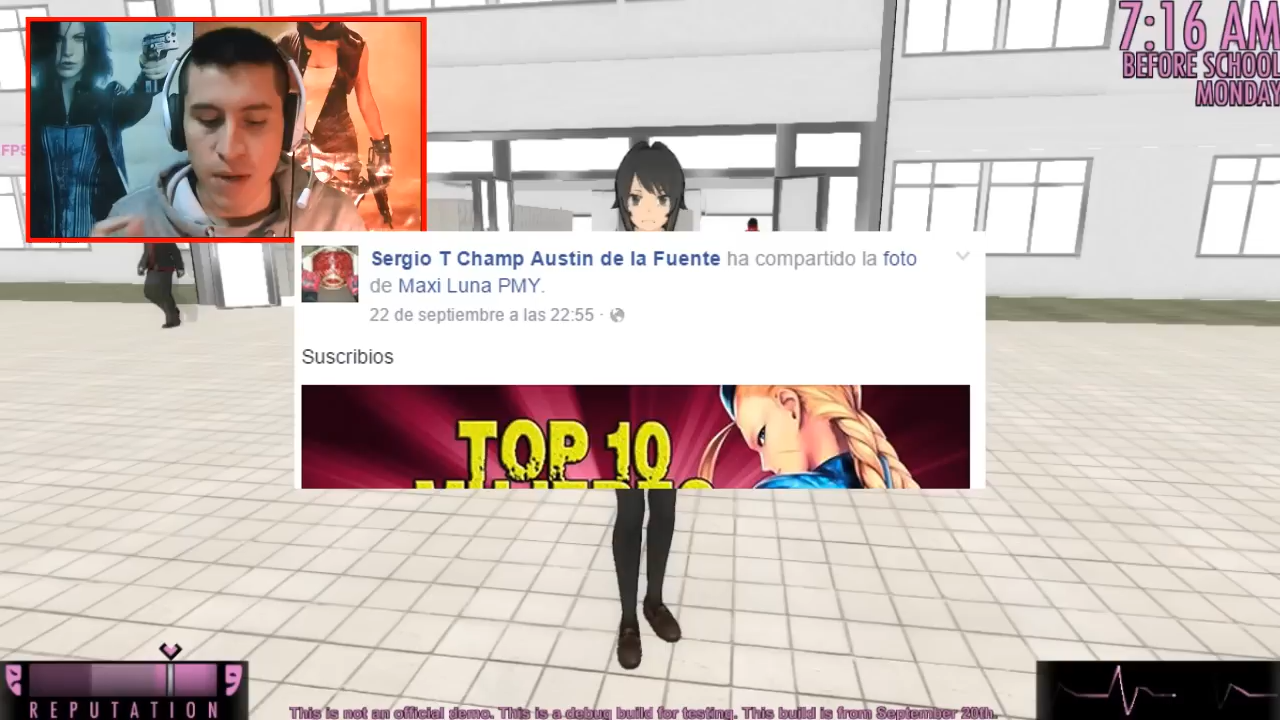 7:16 AM
BEFORE SCHOOL
MONDAY
FPS
Sergio T Champ Austin de la Fuente ha compartido la foto
de Maxi Luna PMY.
22 de septiembre a las 22:55 ·
Suscribios
TOP 10
MUJERES
REPUTATION
This is not an official demo. This is a debug build for testing. This build is from September 20th.